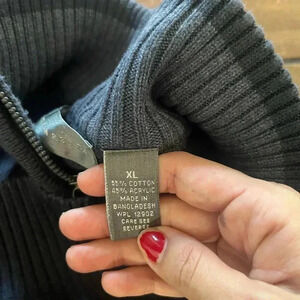 XL
55% COTTON
45% ACRYLIC
MADE IN
BANGLADESH
WPL 12902
CARE SEE
REVERSE